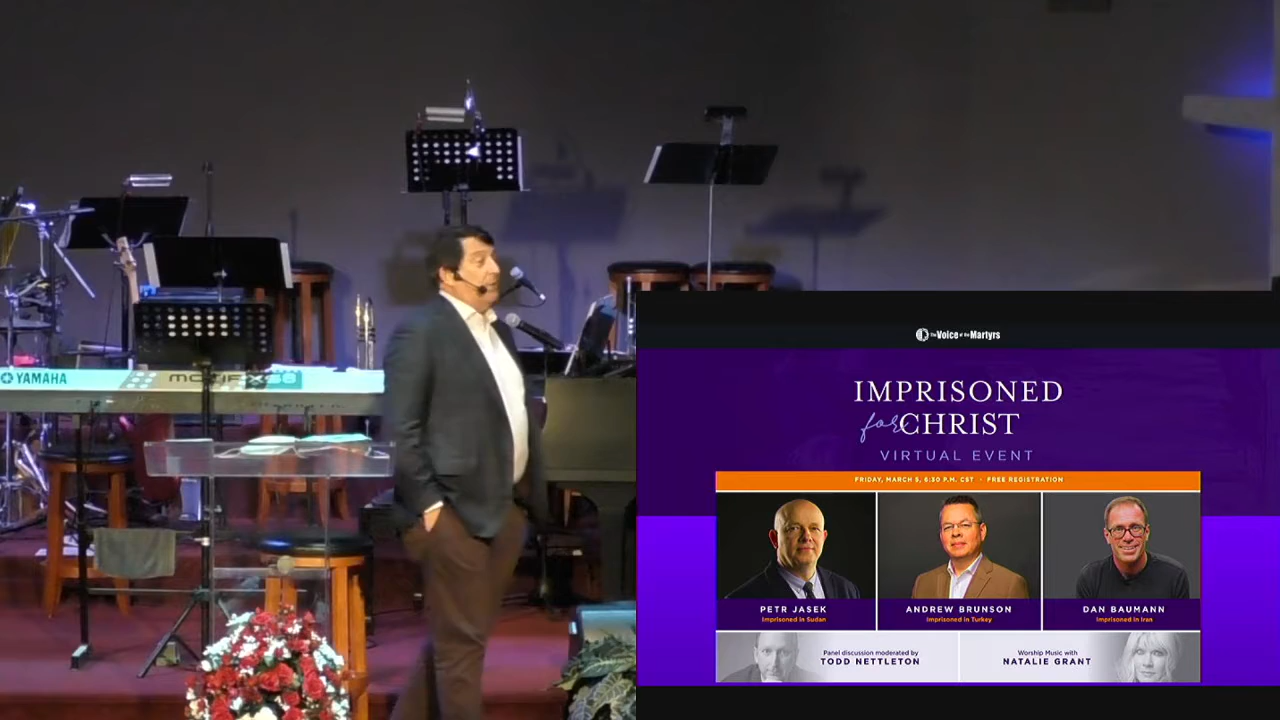 YAMAHA
MOTIF XS8
The Voice of the Martyrs
IMPRISONED
for CHRIST
VIRTUAL EVENT
FRIDAY, MARCH 5, 6:30 P.M. CST • FREE REGISTRATION
PETR JASEK
Imprisoned in Sudan
ANDREW BRUNSON
Imprisoned in Turkey
DAN BAUMANN
Imprisoned in Iran
Panel discussion moderated by
TODD NETTLETON
Worship Music with
NATALIE GRANT